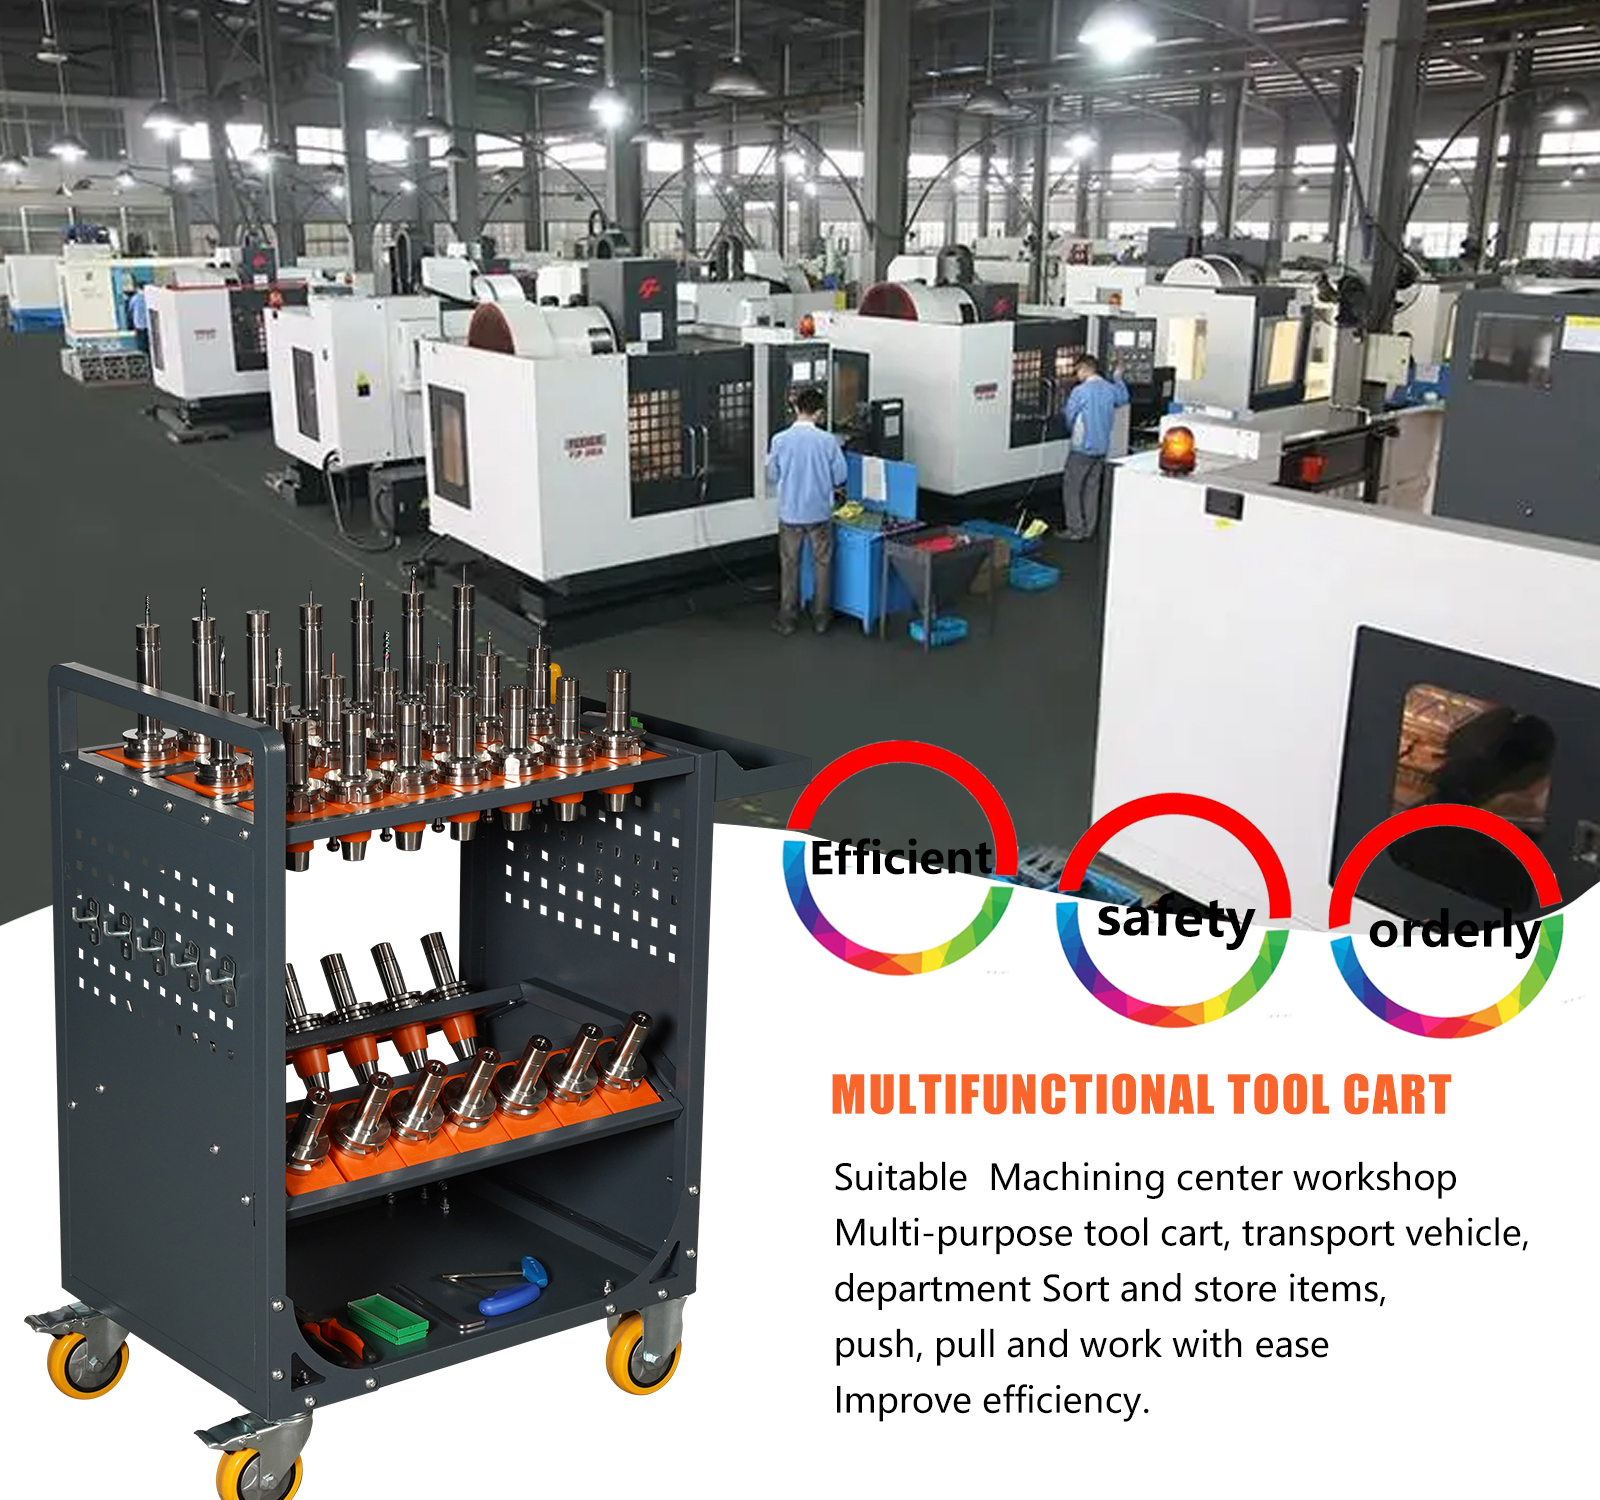 Efficient
safety
orderly
MULTIFUNCTIONAL TOOL CART
Suitable  Machining center workshop
Multi-purpose tool cart, transport vehicle,
department Sort and store items,
push, pull and work with ease
Improve efficiency.